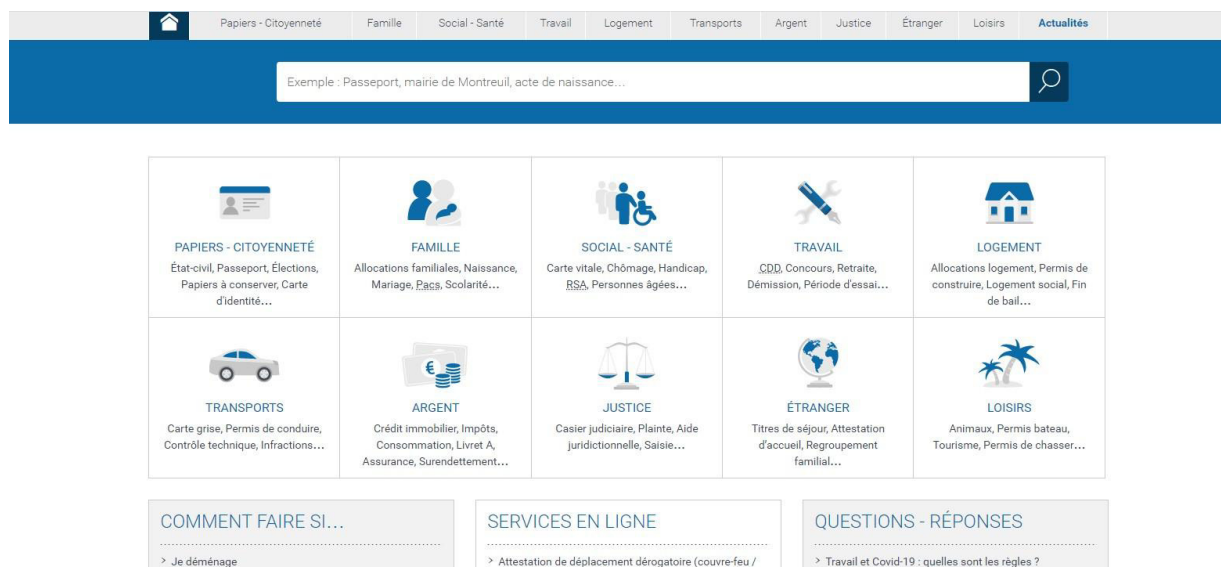 Papiers - Citoyenneté Famille Social - Santé Travail Logement Transports Argent Justice Étranger Loisirs Actualités
Exemple : Passeport, mairie de Montreuil, acte de naissance...
PAPIERS - CITOYENNETÉ
État-civil, Passeport, Élections,
Papiers à conserver, Carte
d'identité...
FAMILLE
Allocations familiales, Naissance,
Mariage, Pacs, Scolarité...
SOCIAL - SANTÉ
Carte vitale, Chômage, Handicap,
RSA, Personnes âgées...
TRAVAIL
CDD, Concours, Retraite,
Démission, Période d'essai...
LOGEMENT
Allocations logement, Permis de
construire, Logement social, Fin
de bail...
TRANSPORTS
Carte grise, Permis de conduire,
Contrôle technique, Infractions...
€
ARGENT
Crédit immobilier, Impôts,
Consommation, Livret A,
Assurance, Surendettement...
JUSTICE
Casier judiciaire, Plainte, Aide
juridictionnelle, Saisie...
ÉTRANGER
Titres de séjour, Attestation
d'accueil, Regroupement
familial...
LOISIRS
Animaux, Permis bateau,
Tourisme, Permis de chasser...
COMMENT FAIRE SI...
> Je déménage
SERVICES EN LIGNE
> Attestation de déplacement dérogatoire (couvre-feu /
QUESTIONS - RÉPONSES
> Travail et Covid-19 : quelles sont les règles ?